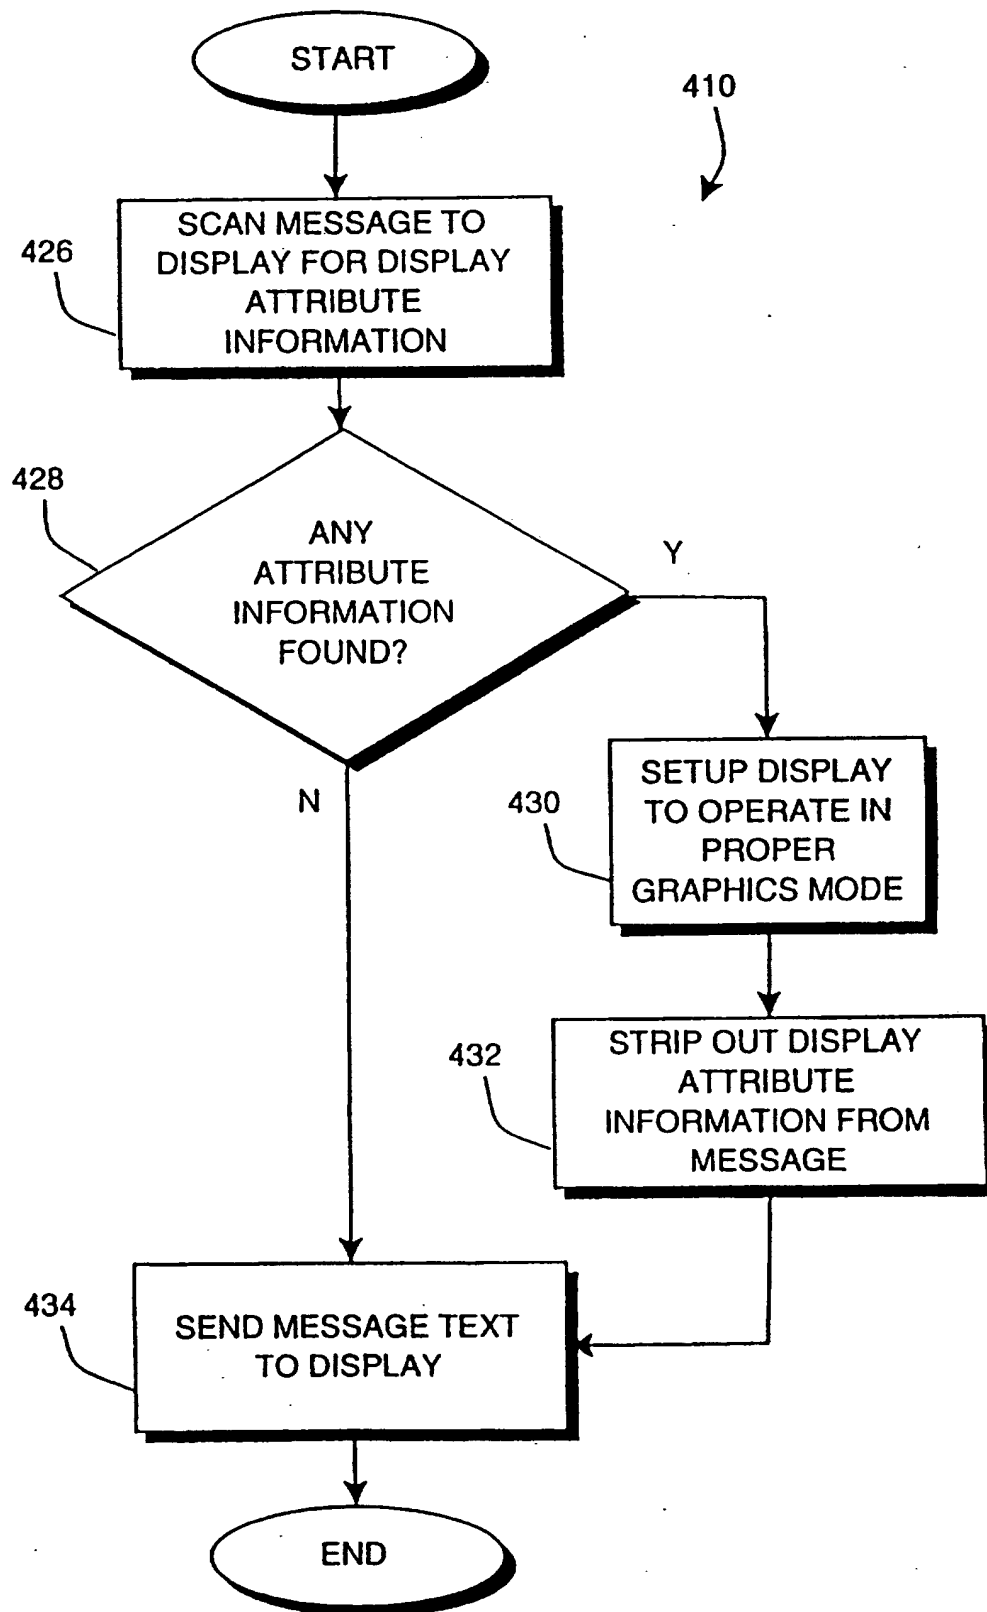 START
410
SCAN MESSAGE TO
DISPLAY FOR DISPLAY
ATTRIBUTE
INFORMATION
426
428
ANY
ATTRIBUTE
INFORMATION
FOUND?
Y
N
SETUP DISPLAY
TO OPERATE IN
PROPER
GRAPHICS MODE
430
STRIP OUT DISPLAY
ATTRIBUTE
INFORMATION FROM
MESSAGE
432
434
SEND MESSAGE TEXT
TO DISPLAY
END